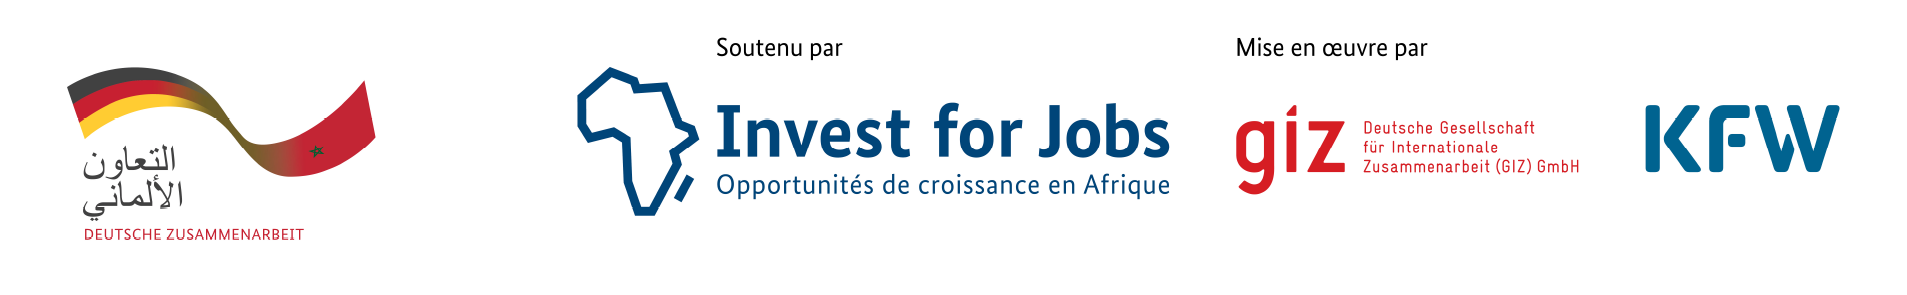 التعاون
الألماني
DEUTSCHE ZUSAMMENARBEIT
Soutenu par
Invest for Jobs
Opportunités de croissance en Afrique
Mise en œuvre par
giz
Deutsche Gesellschaft
für Internationale
Zusammenarbeit (GIZ) GmbH
KFW